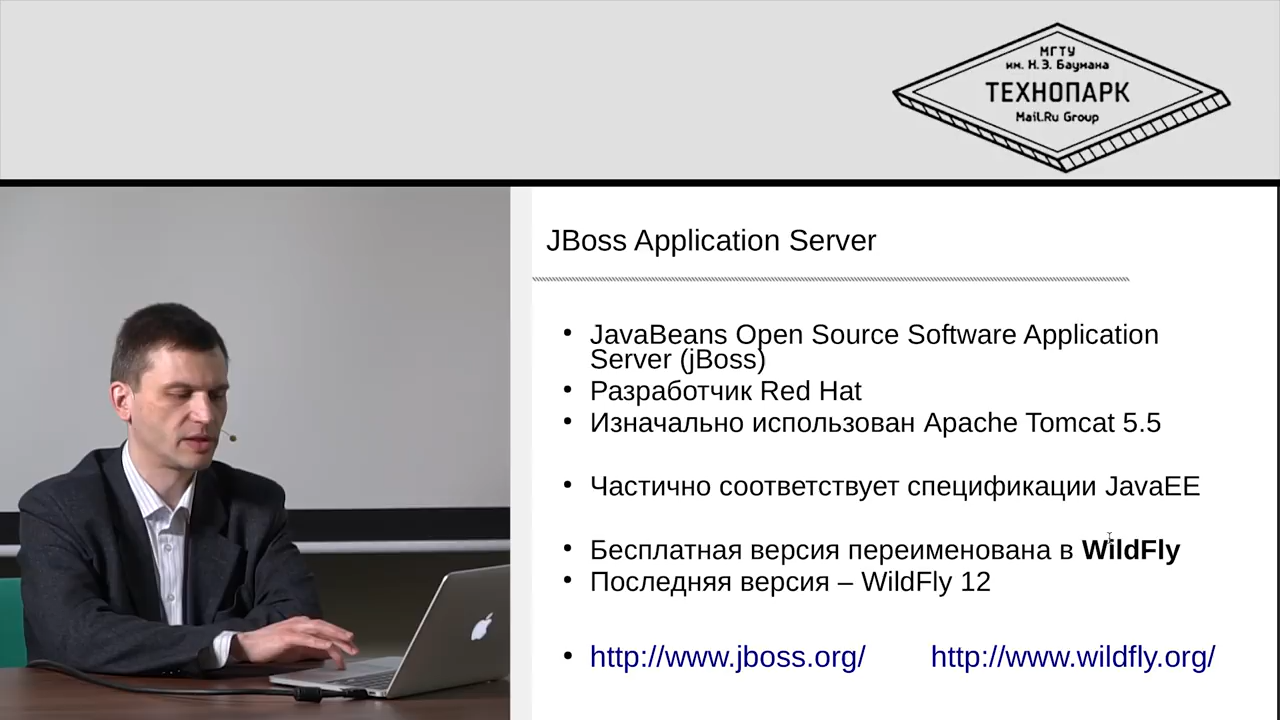 МГТУ
им. Н.Э. Баумана
ТЕХНОПАРК
Mail.Ru Group
JBoss Application Server
• JavaBeans Open Source Software Application
Server (jBoss)
• Разработчик Red Hat
• Изначально использован Apache Tomcat 5.5
• Частично соответствует спецификации JavaEE
• Бесплатная версия переименована в WildFly
• Последняя версия – WildFly 12
• http://www.jboss.org/ http://www.wildfly.org/